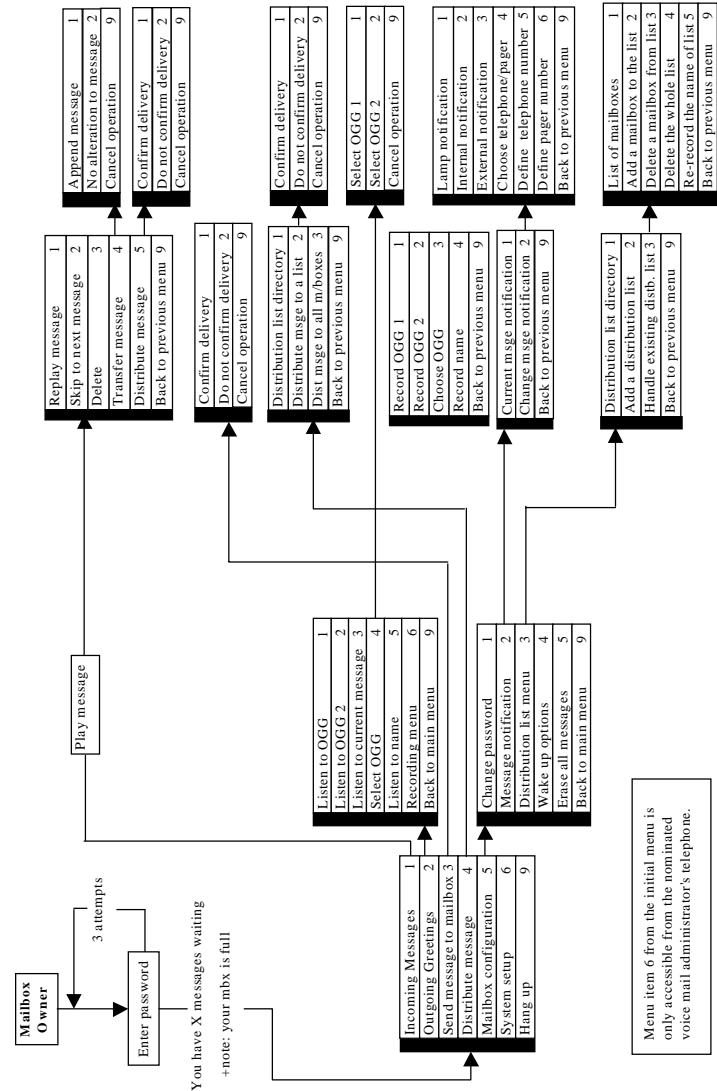 Mailbox
Owner
3 attempts
Enter password
You have X messages waiting
+note: your mbx is full
Incoming Messages 1
Outgoing Greetings 2
Send message to mailbox 3
Distribute message 4
Mailbox configuration 5
System setup 6
Hang up 9
Menu item 6 from the initial menu is
only accessible from the nominated
voice mail administrator's telephone.
Play message
Listen to OGG 1
Listen to OGG 2 2
Listen to current message 3
Select OGG 4
Listen to name 5
Recording menu 6
Back to main menu 9
Change password 1
Message notification 2
Distribution list menu 3
Wake up options 4
Erase all messages 5
Back to main menu 9
Replay message 1
Skip to next message 2
Delete 3
Transfer message 4
Distribute message 5
Back to previous menu 9
Confirm delivery 1
Do not confirm delivery 2
Cancel operation 9
Distribution list directory 1
Distribute msge to a list 2
Dist msge to all m/boxes 3
Back to previous menu 9
Record OGG 1 1
Record OGG 2 2
Choose OGG 3
Record name 4
Back to previous menu 9
Current msge notification 1
Change msge notification 2
Back to previous menu 9
Distribution list directory 1
Add a distribution list 2
Handle existing distb. list 3
Back to previous menu 9
Append message 1
No alteration to message 2
Cancel operation 9
Confirm delivery 1
Do not confirm delivery 2
Cancel operation 9
Confirm delivery 1
Do not confirm delivery 2
Cancel operation 9
Select OGG 1 1
Select OGG 2 2
Cancel operation 9
Lamp notification 1
Internal notification 2
External notification 3
Choose telephone/pager 4
Define telephone number 5
Define pager number 6
Back to previous menu 9
List of mailboxes 1
Add a mailbox to the list 2
Delete a mailbox from list 3
Delete the whole list 4
Re-record the name of list 5
Back to previous menu 9